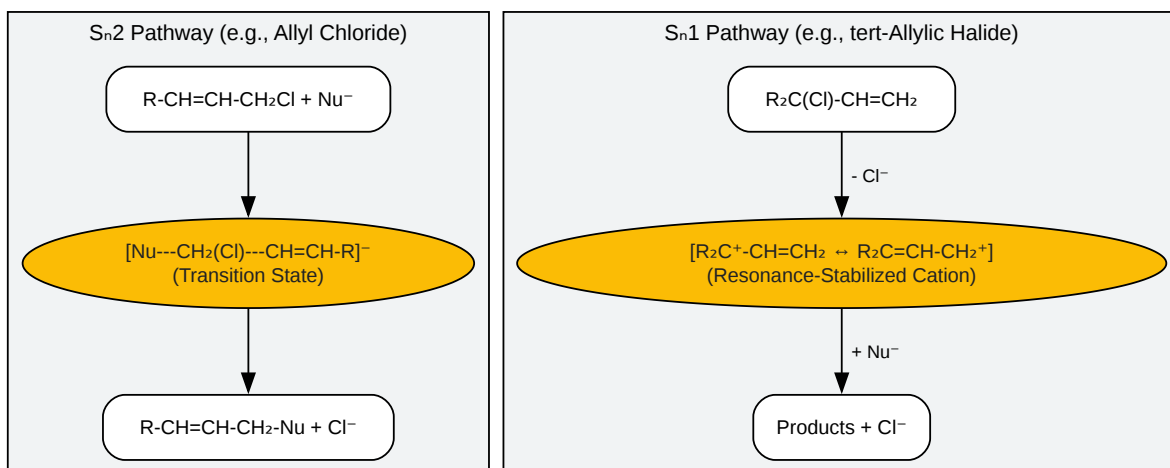 Sₙ2 Pathway (e.g., Allyl Chloride)
R-CH=CH-CH₂Cl + Nu⁻
[Nu---CH₂(Cl)---CH=CH-R]⁻
(Transition State)
R-CH=CH-CH₂-Nu + Cl⁻
Sₙ1 Pathway (e.g., tert-Allylic Halide)
R₂C(Cl)-CH=CH₂
- Cl⁻
[R₂C⁺-CH=CH₂ ↔ R₂C=CH-CH₂⁺]
(Resonance-Stabilized Cation)
+ Nu⁻
Products + Cl⁻